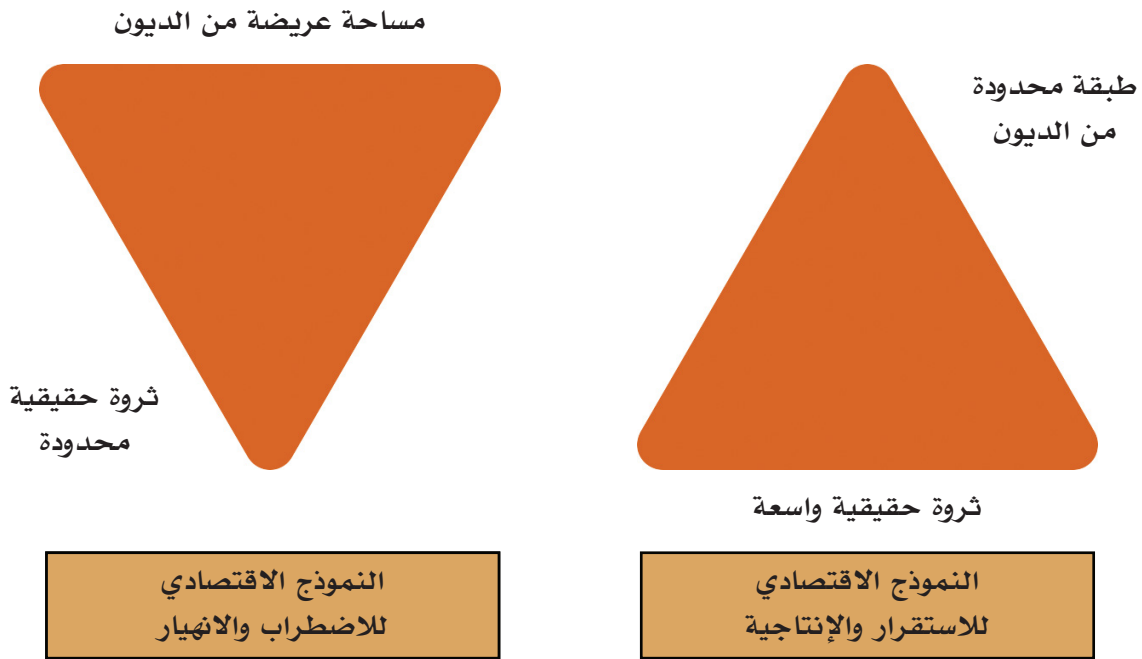 مساحة عريضة من الديون
طبقة محدودة
من الديون
ثروة حقيقية
محدودة
ثروة حقيقية واسعة
النموذج الاقتصادي
للاستقرار والإنتاجية
النموذج الاقتصادي
للاضطراب والانهيار